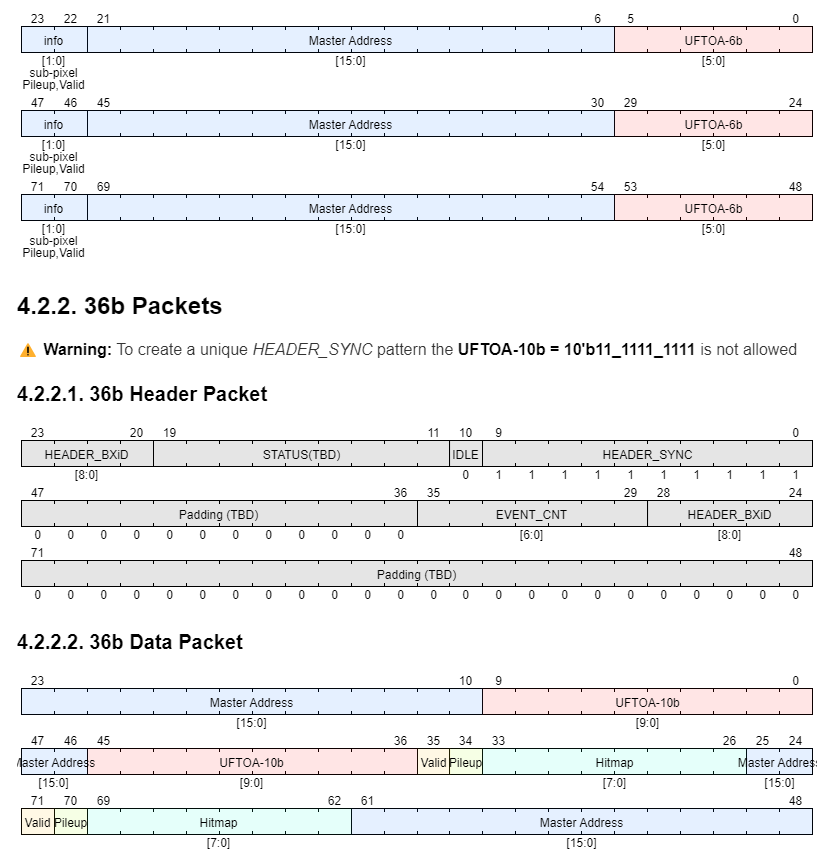 23 22 21 6 5 0
info Master Address UFTOA-6b
[1:0] [15:0] [5:0]
sub-pixel
Pileup,Valid
47 46 45 30 29 24
info Master Address UFTOA-6b
[1:0] [15:0] [5:0]
sub-pixel
Pileup,Valid
71 70 69 54 53 48
info Master Address UFTOA-6b
[1:0] [15:0] [5:0]
sub-pixel
Pileup,Valid
4.2.2. 36b Packets
Warning: To create a unique HEADER_SYNC pattern the UFTOA-10b = 10'b11_1111_1111 is not allowed
4.2.2.1. 36b Header Packet
23 20 19 11 10 9 0
HEADER_BXiD STATUS(TBD) IDLE HEADER_SYNC
[8:0] 0 1 1 1 1 1 1 1 1 1 1
47 36 35 29 28 24
Padding (TBD) EVENT_CNT HEADER_BXiD
0 0 0 0 0 0 0 0 0 0 0 0 [6:0] [8:0]
71 48
Padding (TBD)
0 0 0 0 0 0 0 0 0 0 0 0 0 0 0 0 0 0 0 0 0 0 0 0
4.2.2.2. 36b Data Packet
23 10 9 0
Master Address UFTOA-10b
[15:0] [9:0]
47 46 45 36 35 34 33 26 25 24
Master Address UFTOA-10b Valid Pileup Hitmap Master Address
[15:0] [9:0] [7:0] [15:0]
71 70 69 62 61 48
Valid Pileup Hitmap Master Address
[7:0] [15:0]